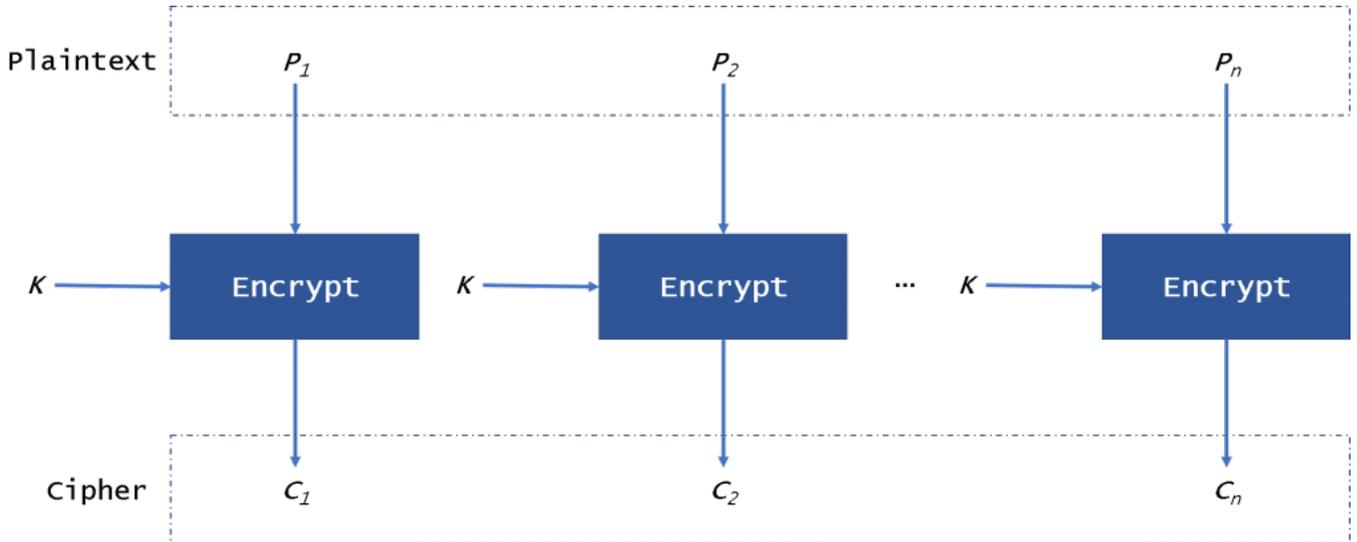 Plaintext P₁ P₂ Pₙ
K Encrypt K Encrypt ... K Encrypt
Cipher C₁ C₂ Cₙ